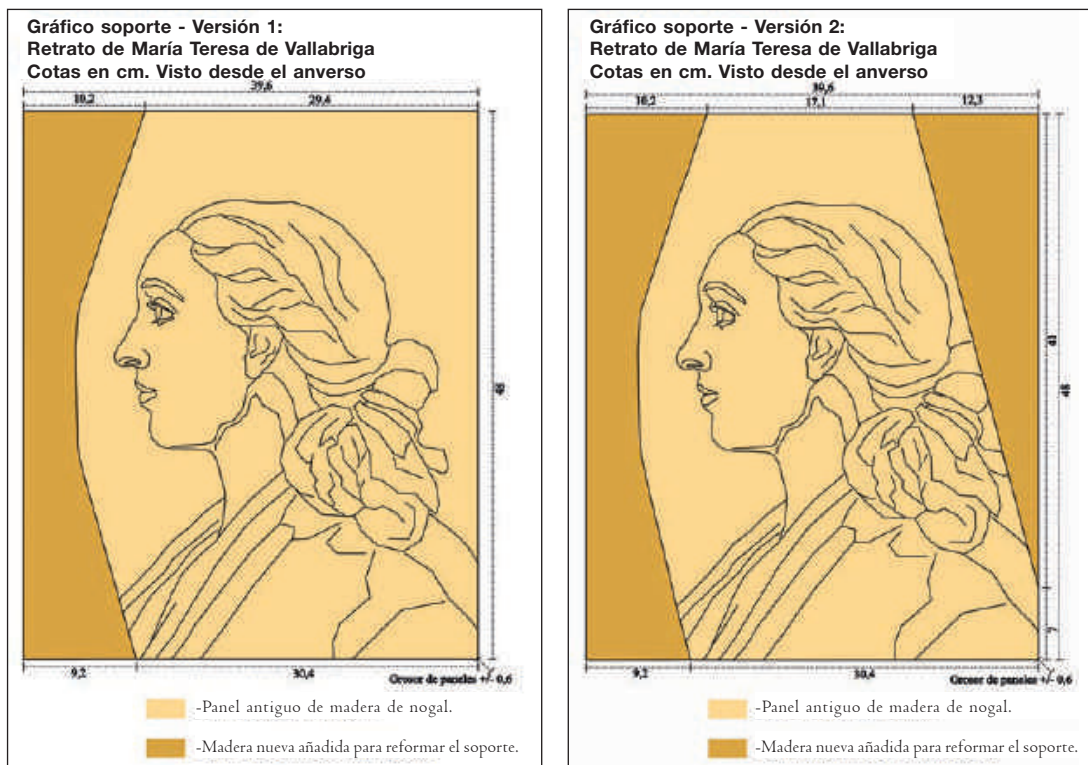 Gráfico soporte - Versión 1:
Retrato de María Teresa de Vallabriga
Cotas en cm. Visto desde el anverso
39,6
10,2
29,4
48
9,2
30,4
Grosor de paneles +/- 0,6
-Panel antiguo de madera de nogal.
-Madera nueva añadida para reformar el soporte.
Gráfico soporte - Versión 2:
Retrato de María Teresa de Vallabriga
Cotas en cm. Visto desde el anverso
39,6
10,2
17,1
12,3
41
48
7
9,2
30,4
Grosor de paneles +/- 0,6
-Panel antiguo de madera de nogal.
-Madera nueva añadida para reformar el soporte.